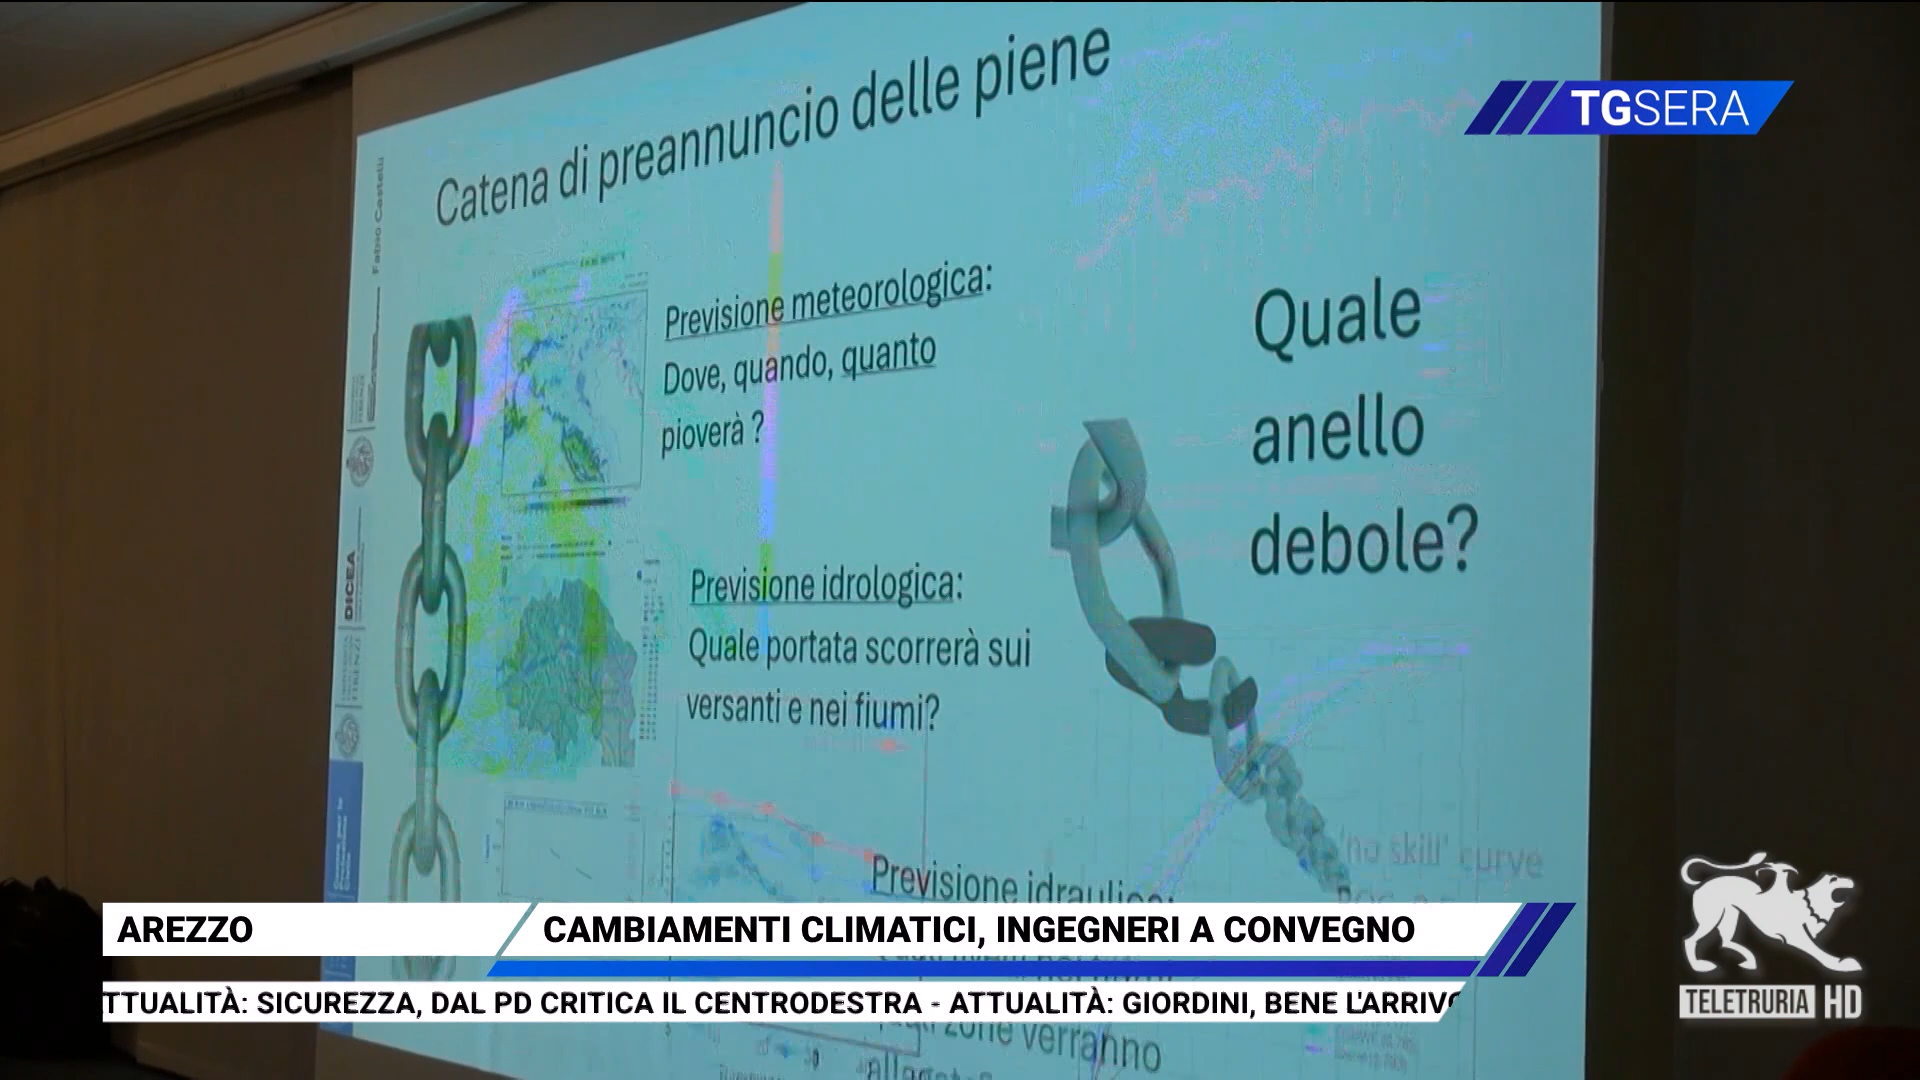 Catena di preannuncio delle piene
TGSERA
Fabio Castelli
Previsione meteorologica:
Dove, quando, quanto
pioverà ?
Quale
anello
debole?
DICEA
FIRENZE
Previsione idrologica:
Quale portata scorrerà sui
versanti e nei fiumi?
'no skill' curve
Previsione idraulica:
AREZZO
CAMBIAMENTI CLIMATICI, INGEGNERI A CONVEGNO
TTUALITÀ: SICUREZZA, DAL PD CRITICA IL CENTRODESTRA - ATTUALITÀ: GIORDINI, BENE L'ARRIVO
zone verranno
TELETRURIA HD